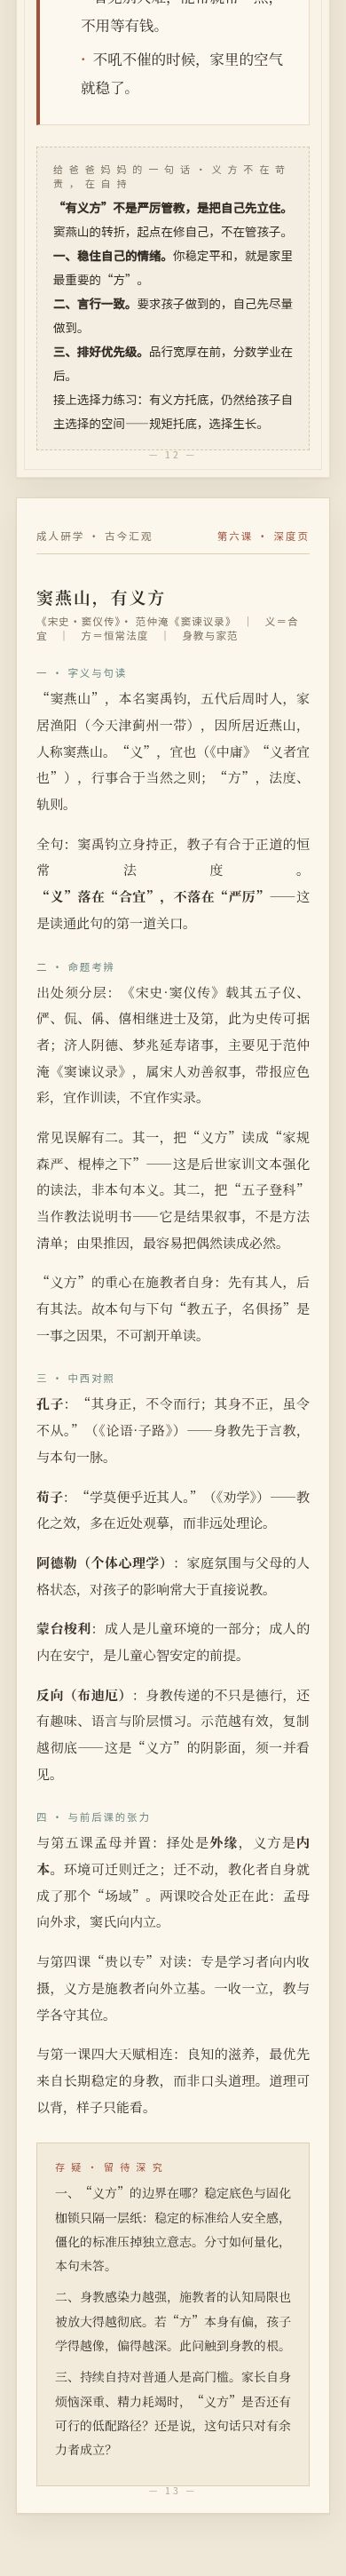 不用等有钱。
· 不吼不催的时候，家里的空气
就稳了。
给爸爸妈妈的一句话·义方不在苛
责，在自持
“有义方”不是严厉管教，是把自己先立住。
窦燕山的转折，起点在修自己，不在管孩子。
一、稳住自己的情绪。你稳定平和，就是家里
最重要的“方”。
二、言行一致。要求孩子做到的，自己先尽量
做到。
三、排好优先级。品行宽厚在前，分数学业在
后。
接上选择力练习：有义方托底，仍然给孩子自
主选择的空间——规矩托底，选择生长。
— 12 —
成人研学 · 古今汇观
第六课 · 深度页
窦燕山，有义方
《宋史·窦仪传》·范仲淹《窦谏议录》 ｜ 义＝合
宜 ｜ 方＝恒常法度 ｜ 身教与家范
一 · 字义与句读
“窦燕山”，本名窦禹钧，五代后周时人，家
居渔阳（今天津蓟州一带），因所居近燕山，
人称窦燕山。“义”，宜也（《中庸》“义者宜
也”），行事合于当然之则；“方”，法度、
轨则。
全句：窦禹钧立身持正，教子有合于正道的恒
常法度。
“义”落在“合宜”，不落在“严厉”——这
是读通此句的第一道关口。
二 · 命题考辨
出处须分层：《宋史·窦仪传》载其五子仪、
俨、侃、偁、僖相继进士及第，此为史传可据
者；济人阴德、梦兆延寿诸事，主要见于范仲
淹《窦谏议录》，属宋人劝善叙事，带报应色
彩，宜作训读，不宜作实录。
常见误解有二。其一，把“义方”读成“家规
森严、棍棒之下”——这是后世家训文本强化
的读法，非本句本义。其二，把“五子登科”
当作教法说明书——它是结果叙事，不是方法
清单；由果推因，最容易把偶然读成必然。
“义方”的重心在施教者自身：先有其人，后
有其法。故本句与下句“教五子，名俱扬”是
一事之因果，不可割开单读。
三 · 中西对照
孔子：“其身正，不令而行；其身不正，虽令
不从。”（《论语·子路》）——身教先于言教，
与本句一脉。
荀子：“学莫便乎近其人。”（《劝学》）——教
化之效，多在近处观摹，而非远处理论。
阿德勒（个体心理学）：家庭氛围与父母的人
格状态，对孩子的影响常大于直接说教。
蒙台梭利：成人是儿童环境的一部分；成人的
内在安宁，是儿童心智安定的前提。
反向（布迪厄）：身教传递的不只是德行，还
有趣味、语言与阶层惯习。示范越有效，复制
越彻底——这是“义方”的阴影面，须一并看
见。
四 · 与前后课的张力
与第五课孟母并置：择处是外缘，义方是内
本。环境可迁则迁之；迁不动，教化者自身就
成了那个“场域”。两课咬合处正在此：孟母
向外求，窦氏向内立。
与第四课“贵以专”对读：专是学习者向内收
摄，义方是施教者向外立基。一收一立，教与
学各守其位。
与第一课四大天赋相连：良知的滋养，最优先
来自长期稳定的身教，而非口头道理。道理可
以背，样子只能看。
存疑·留待深究
一、“义方”的边界在哪？稳定底色与固化
枷锁只隔一层纸：稳定的标准给人安全感，
僵化的标准压掉独立意志。分寸如何量化，
本句未答。
二、身教感染力越强，施教者的认知局限也
被放大得越彻底。若“方”本身有偏，孩子
学得越像，偏得越深。此问触到身教的根。
三、持续自持对普通人是高门槛。家长自身
烦恼深重、精力耗竭时，“义方”是否还有
可行的低配路径？还是说，这句话只对有余
力者成立？
— 13 —